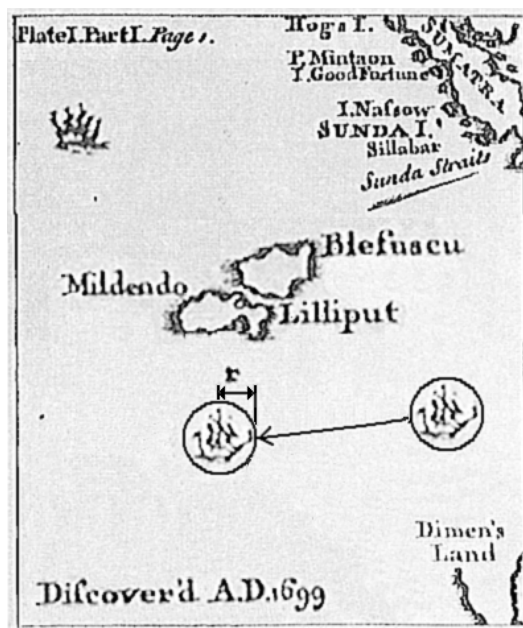 Plate I. Part I. Page 1.
Hogs I.
SUMATRA
P. Mintaon
I. Good Fortune
I. Naſsow
SUNDA I.
Sillabar
Sunda Straits
Blefuscu
Mildendo
Lilliput
r
Dimen's
Land
Diſcover'd A.D. 1699